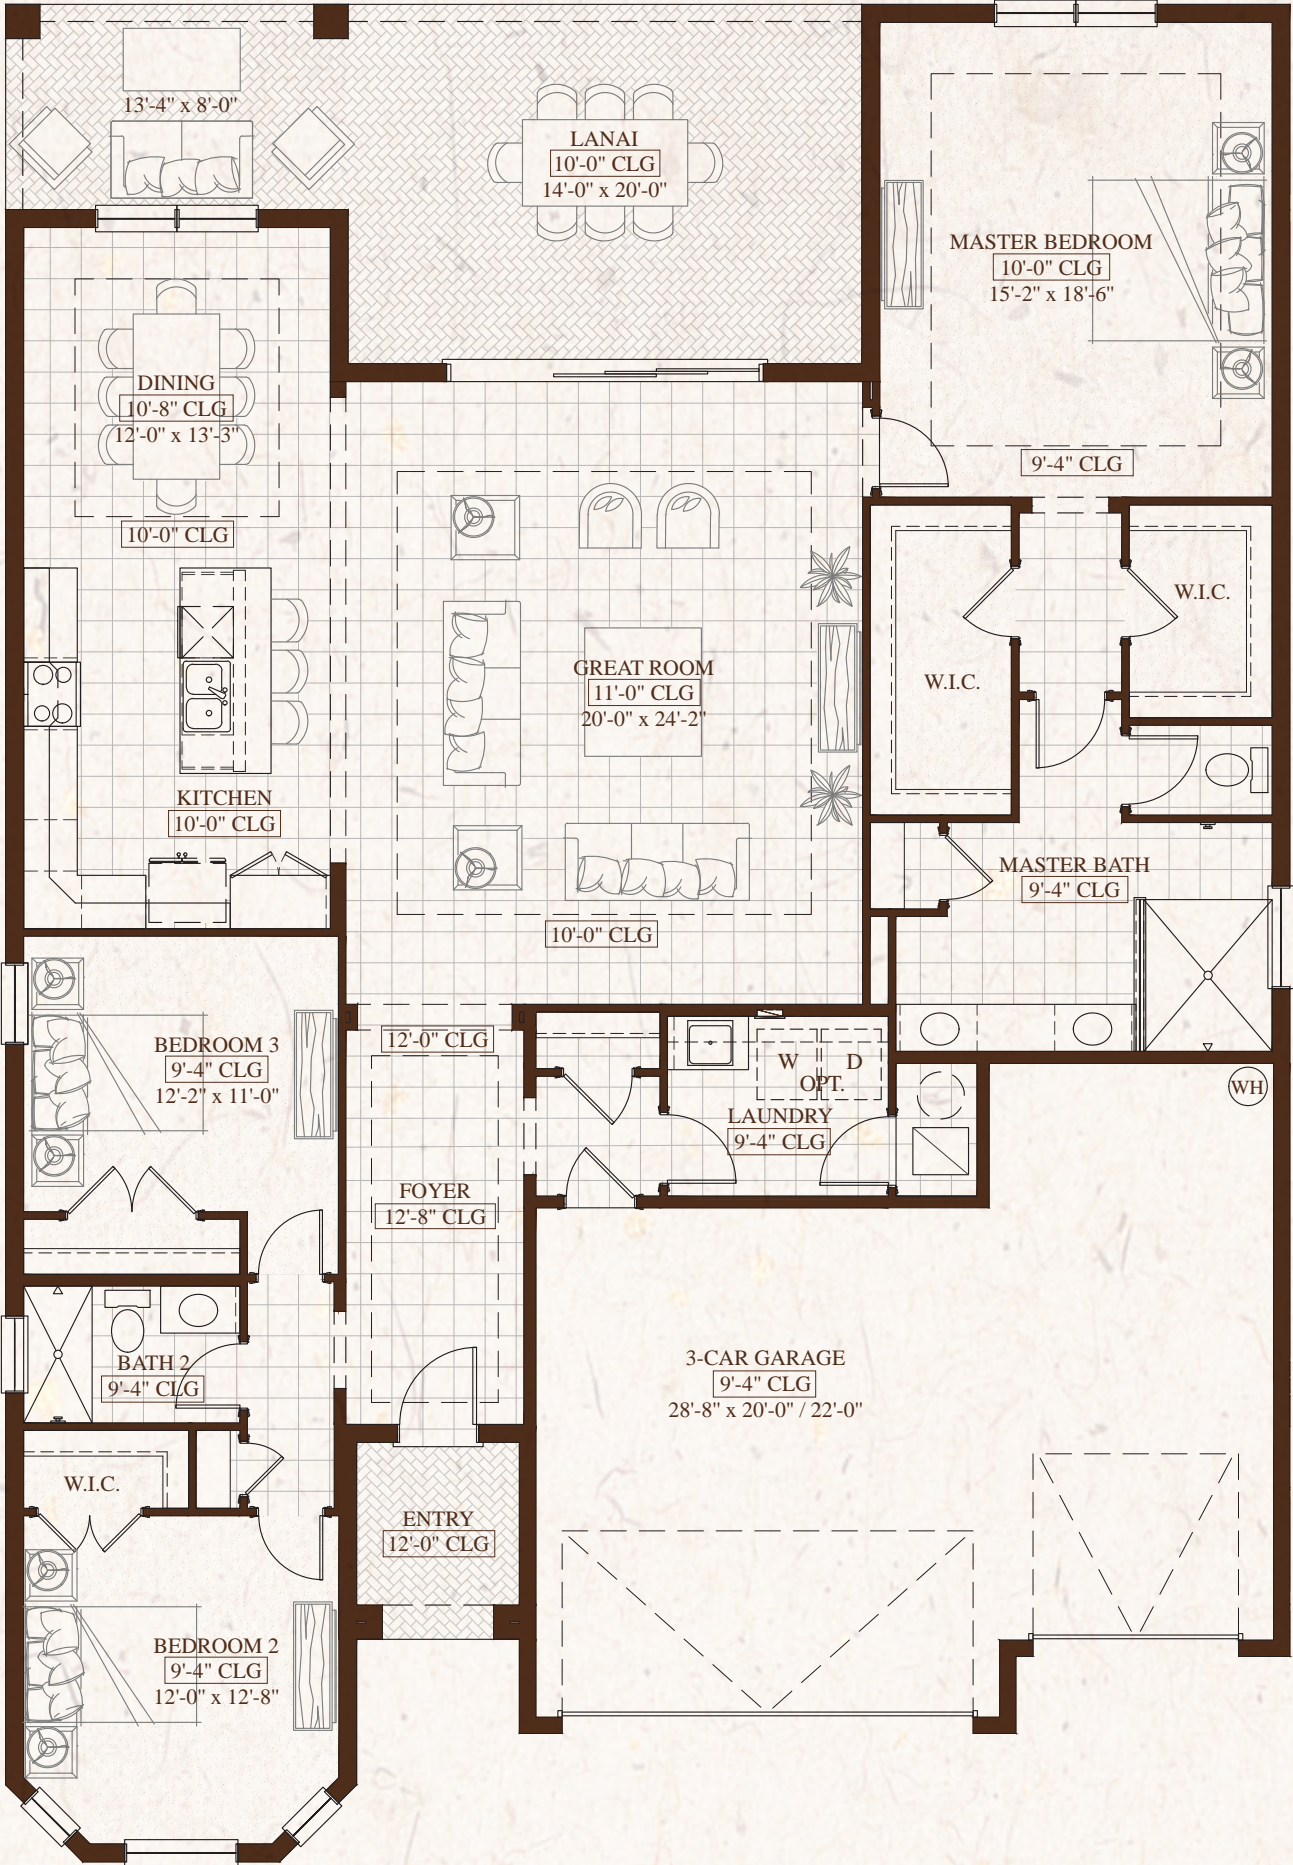 13'-4" x 8'-0"
LANAI
10'-0" CLG
14'-0" x 20'-0"
MASTER BEDROOM
10'-0" CLG
15'-2" x 18'-6"
9'-4" CLG
DINING
10'-8" CLG
12'-0" x 13'-3"
10'-0" CLG
W.I.C.
W.I.C.
GREAT ROOM
11'-0" CLG
20'-0" x 24'-2"
10'-0" CLG
KITCHEN
10'-0" CLG
MASTER BATH
9'-4" CLG
BEDROOM 3
9'-4" CLG
12'-2" x 11'-0"
12'-0" CLG
W D
OPT.
LAUNDRY
9'-4" CLG
WH
FOYER
12'-8" CLG
BATH 2
9'-4" CLG
3-CAR GARAGE
9'-4" CLG
28'-8" x 20'-0" / 22'-0"
W.I.C.
ENTRY
12'-0" CLG
BEDROOM 2
9'-4" CLG
12'-0" x 12'-8"